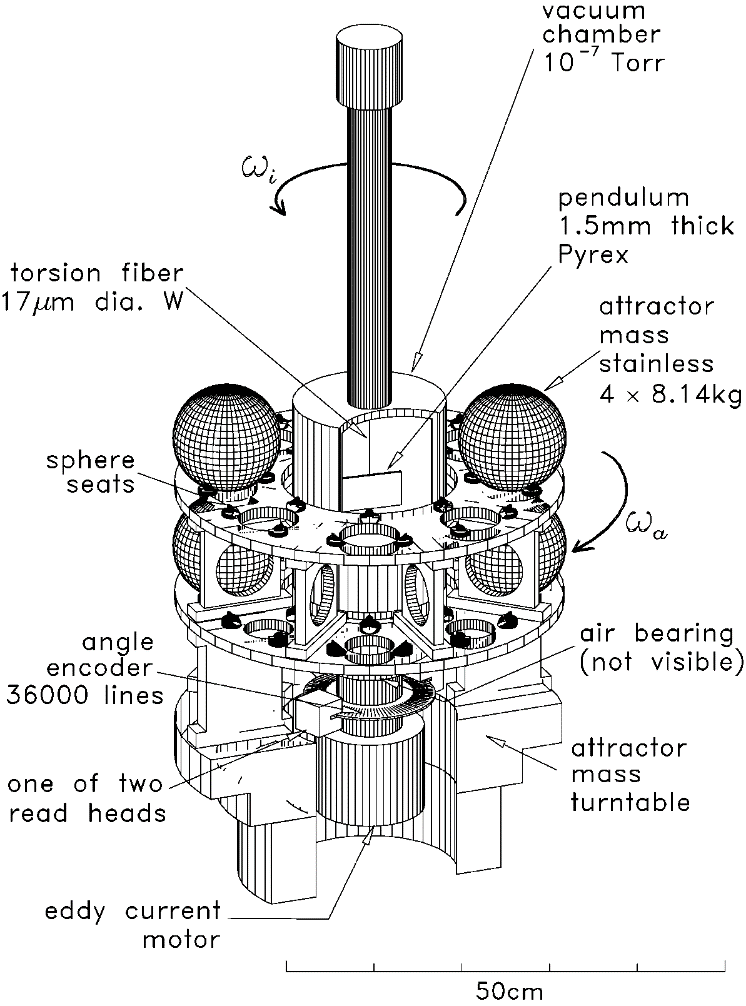 vacuum
chamber
10⁻⁷ Torr
ωᵢ
pendulum
1.5mm thick
Pyrex
torsion fiber
17μm dia. W
attractor
mass
stainless
4 × 8.14kg
sphere
seats
ωₐ
angle
encoder
36000 lines
air bearing
(not visible)
one of two
read heads
attractor
mass
turntable
eddy current
motor
50cm